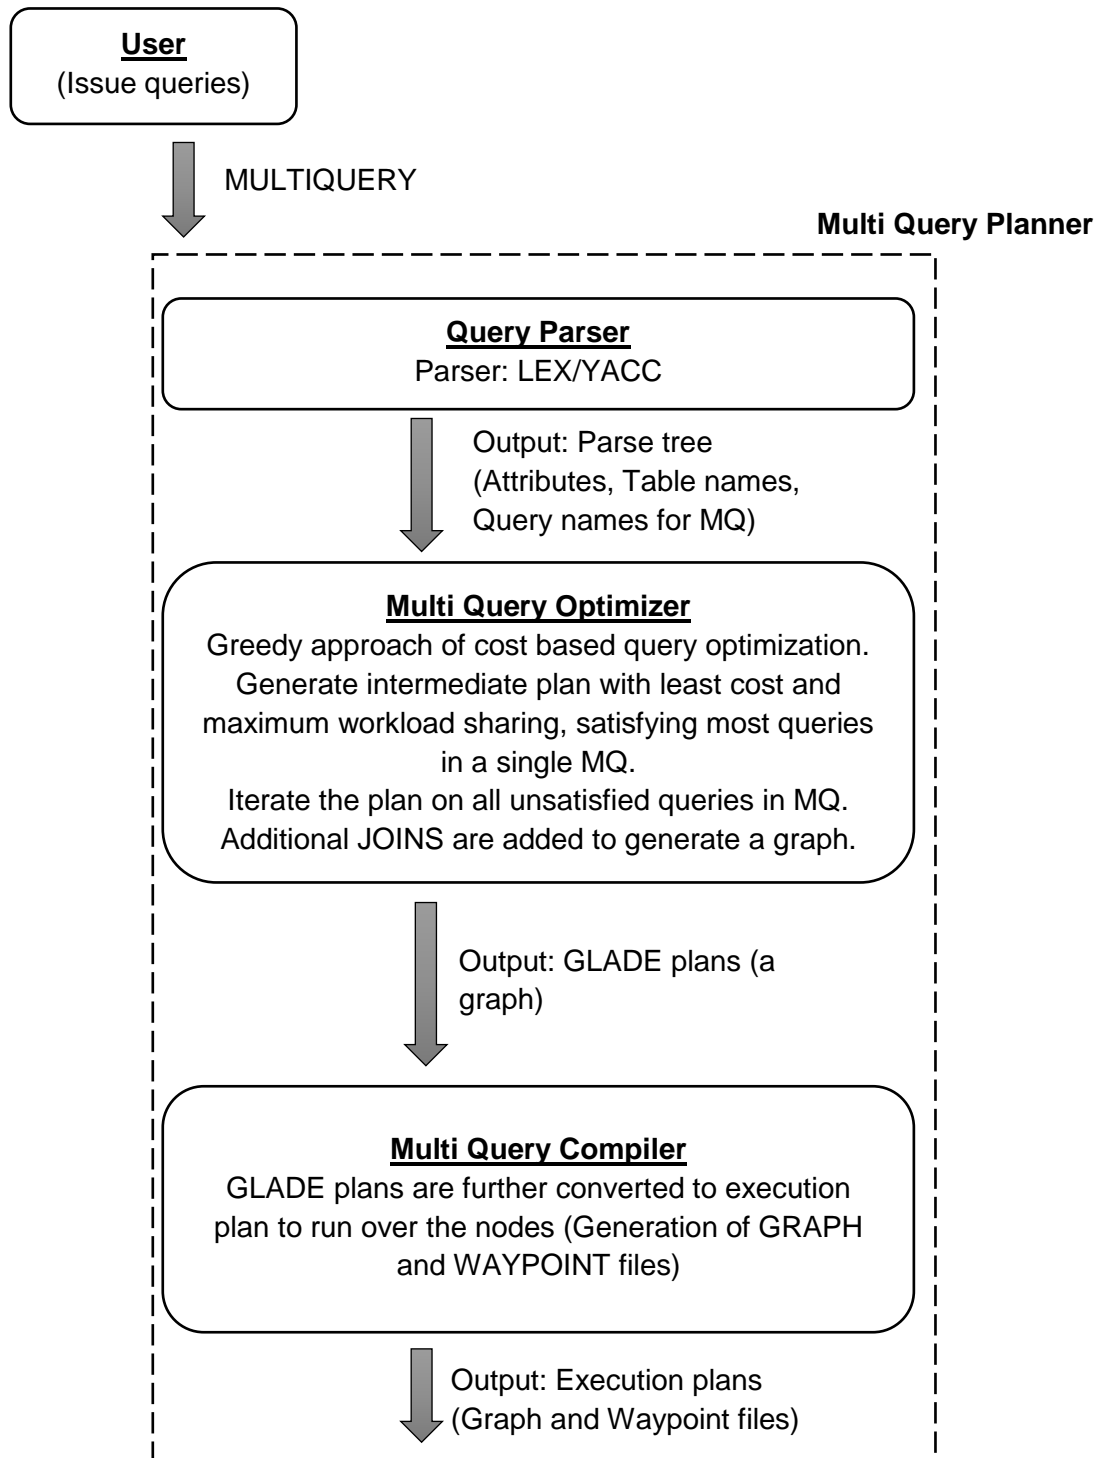 User
(Issue queries)
MULTIQUERY
Multi Query Planner
Query Parser
Parser: LEX/YACC
Output: Parse tree
(Attributes, Table names,
Query names for MQ)
Multi Query Optimizer
Greedy approach of cost based query optimization.
Generate intermediate plan with least cost and
maximum workload sharing, satisfying most queries
in a single MQ.
Iterate the plan on all unsatisfied queries in MQ.
Additional JOINS are added to generate a graph.
Output: GLADE plans (a
graph)
Multi Query Compiler
GLADE plans are further converted to execution
plan to run over the nodes (Generation of GRAPH
and WAYPOINT files)
Output: Execution plans
(Graph and Waypoint files)